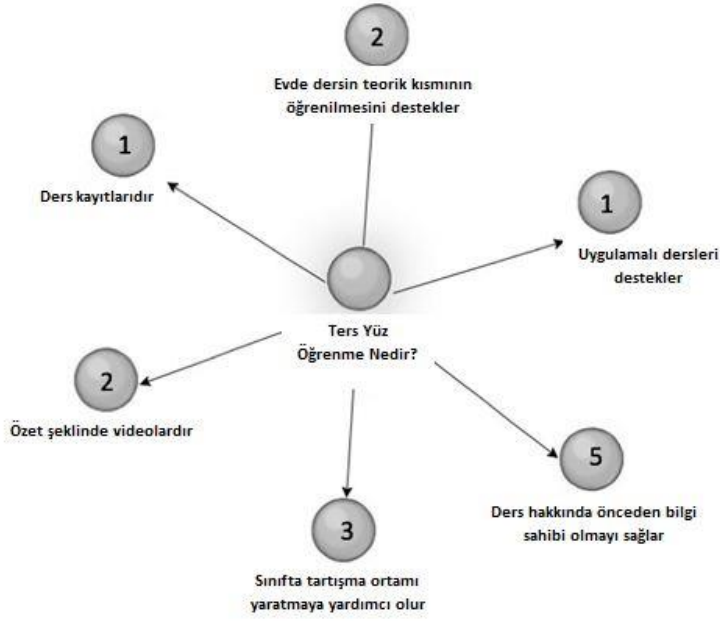 2
Evde dersin teorik kısmının
öğrenilmesini destekler
1
Ders kayıtlarıdır
1
Uygulamalı dersleri
destekler
Ters Yüz
Öğrenme Nedir?
2
Özet şeklinde videolardır
5
Ders hakkında önceden bilgi
sahibi olmayı sağlar
3
Sınıfta tartışma ortamı
yaratmaya yardımcı olur